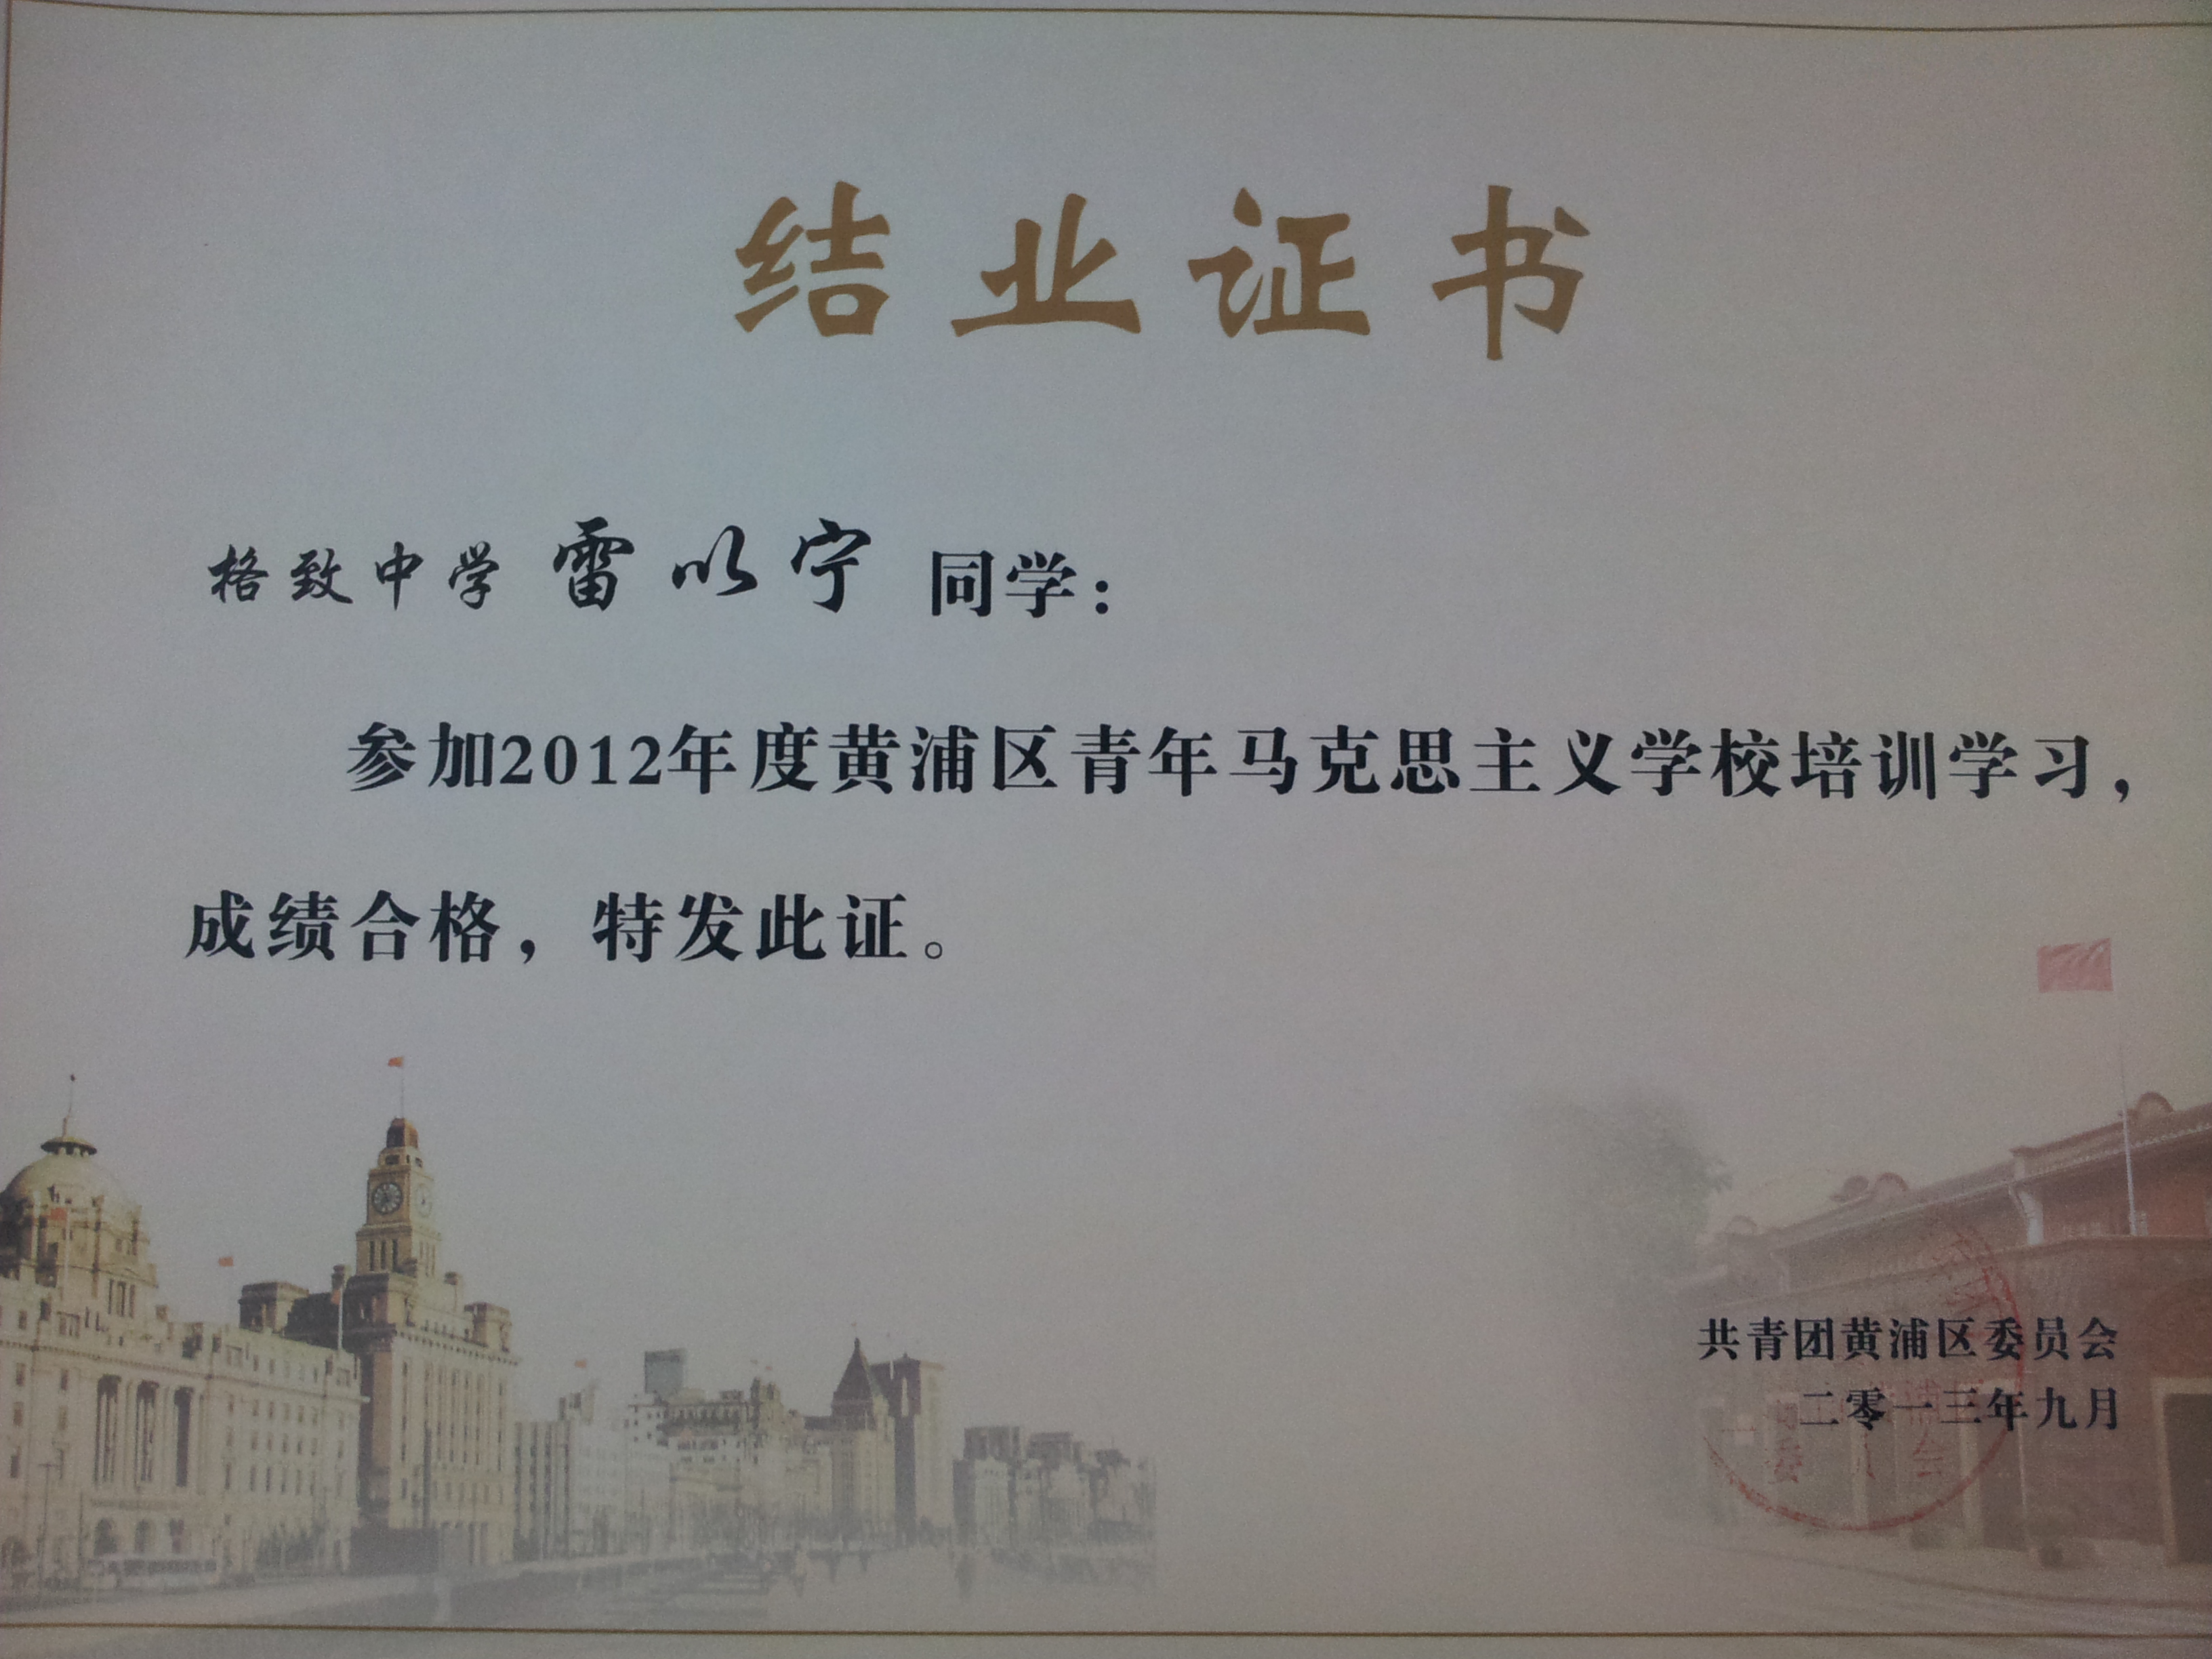 结业证书
格致中学 雷以宁 同学：
参加2012年度黄浦区青年马克思主义学校培训学习，
成绩合格，特发此证。
共青团黄浦区委员会
二零一三年九月